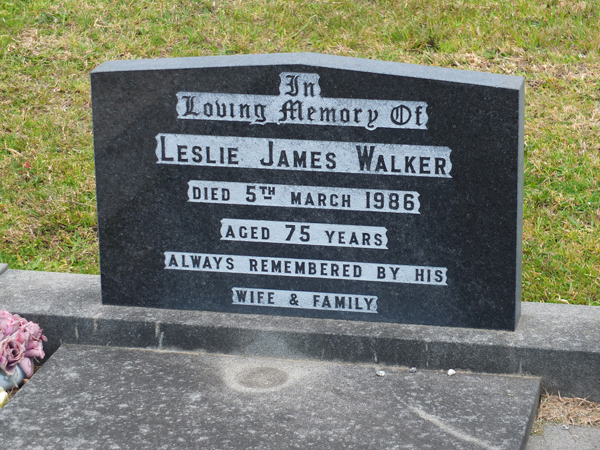 In
Loving Memory Of
LESLIE JAMES WALKER
DIED 5TH MARCH 1986
AGED 75 YEARS
ALWAYS REMEMBERED BY HIS
WIFE & FAMILY